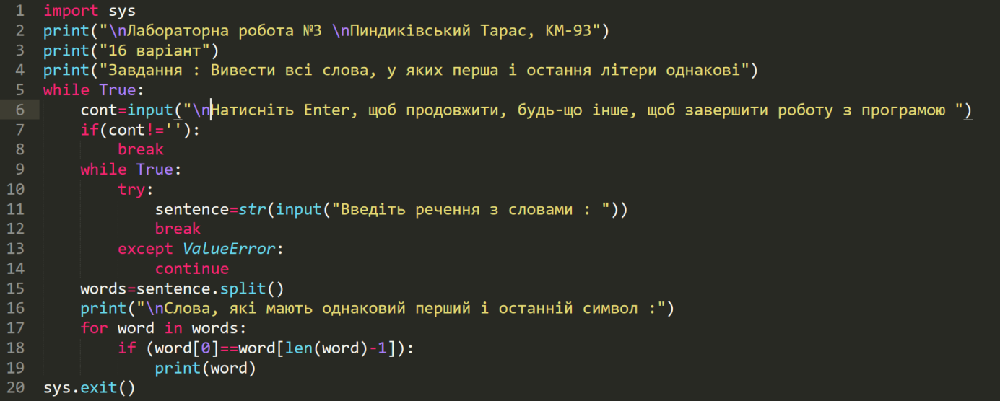 1 import sys
2 print("\nЛабораторна робота №3 \nПиндиківський Тарас, КМ-93")
3 print("16 варіант")
4 print("Завдання : Вивести всі слова, у яких перша і остання літери однакові")
5 while True:
6     cont=input("\nНатисніть Enter, щоб продовжити, будь-що інше, щоб завершити роботу з програмою ")
7     if(cont!=''):
8         break
9     while True:
10         try:
11             sentence=str(input("Введіть речення з словами : "))
12             break
13         except ValueError:
14             continue
15     words=sentence.split()
16     print("\nСлова, які мають однаковий перший і останній символ :")
17     for word in words:
18         if (word[0]==word[len(word)-1]):
19             print(word)
20 sys.exit()